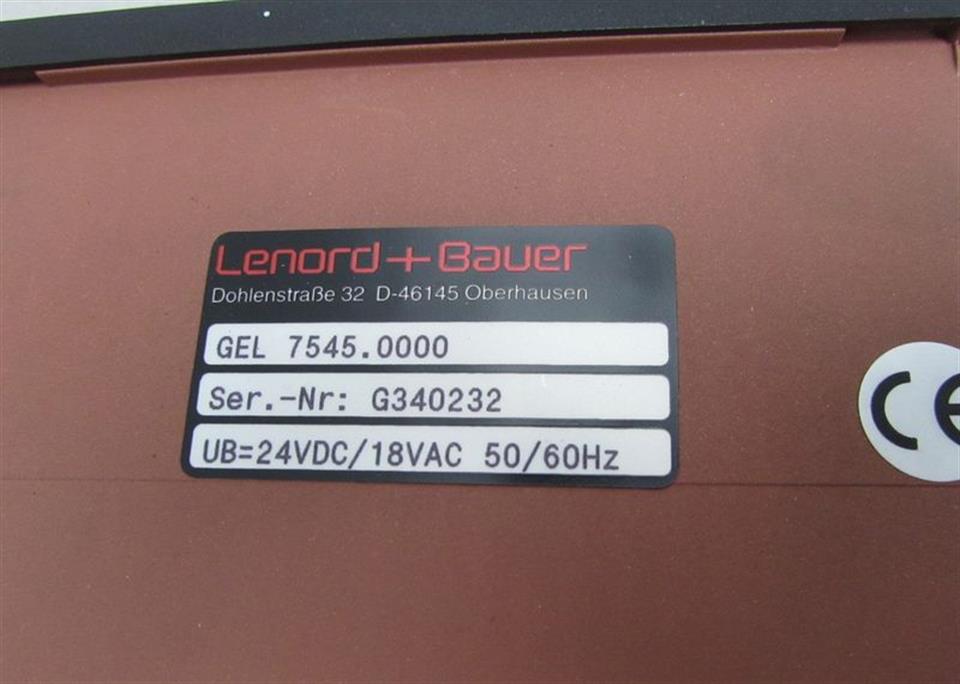 Lenord+Bauer
Dohlenstraße 32 D-46145 Oberhausen
GEL 7545.0000
Ser.-Nr: G340232
UB=24VDC/18VAC 50/60Hz
CE